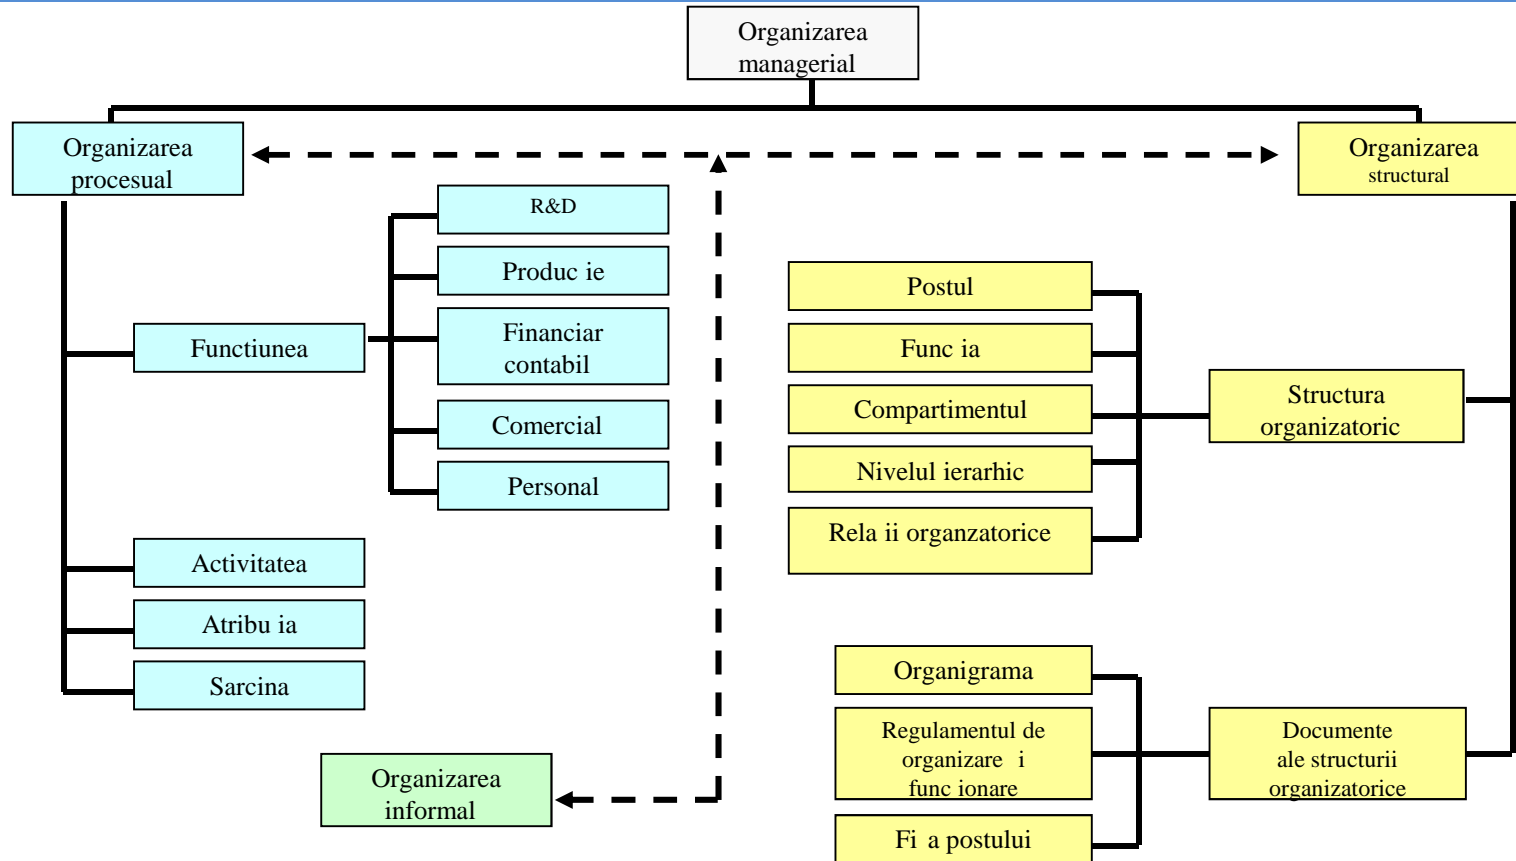 Organizarea
managerial
Organizarea
procesual
Organizarea
structural
R&D
Produc ie
Financiar
contabil
Comercial
Personal
Functiunea
Activitatea
Atribu ia
Sarcina
Organizarea
informal
Postul
Func ia
Compartimentul
Nivelul ierarhic
Rela ii organzatorice
Structura
organizatoric
Organigrama
Regulamentul de
organizare i
func ionare
Fi a postului
Documente
ale structurii
organizatorice